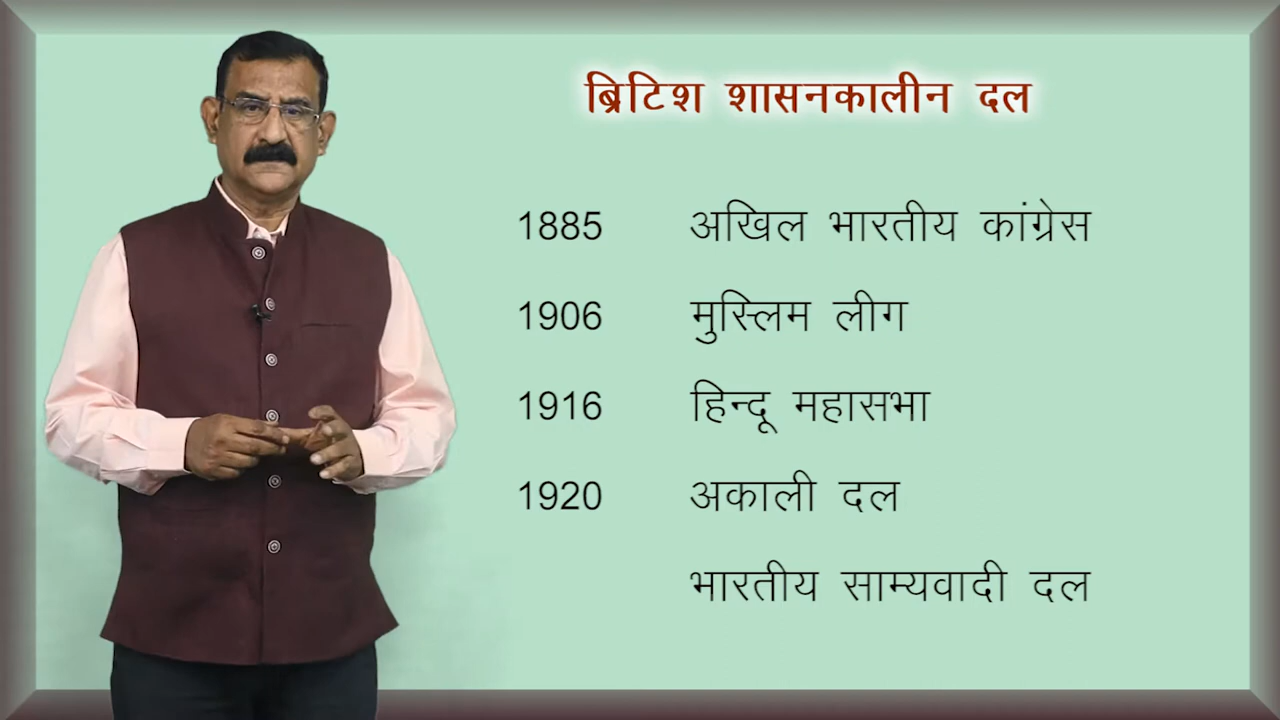 ब्रिटिश शासनकालीन दल
1885 अखिल भारतीय कांग्रेस
1906 मुस्लिम लीग
1916 हिन्दू महासभा
1920 अकाली दल
भारतीय साम्यवादी दल